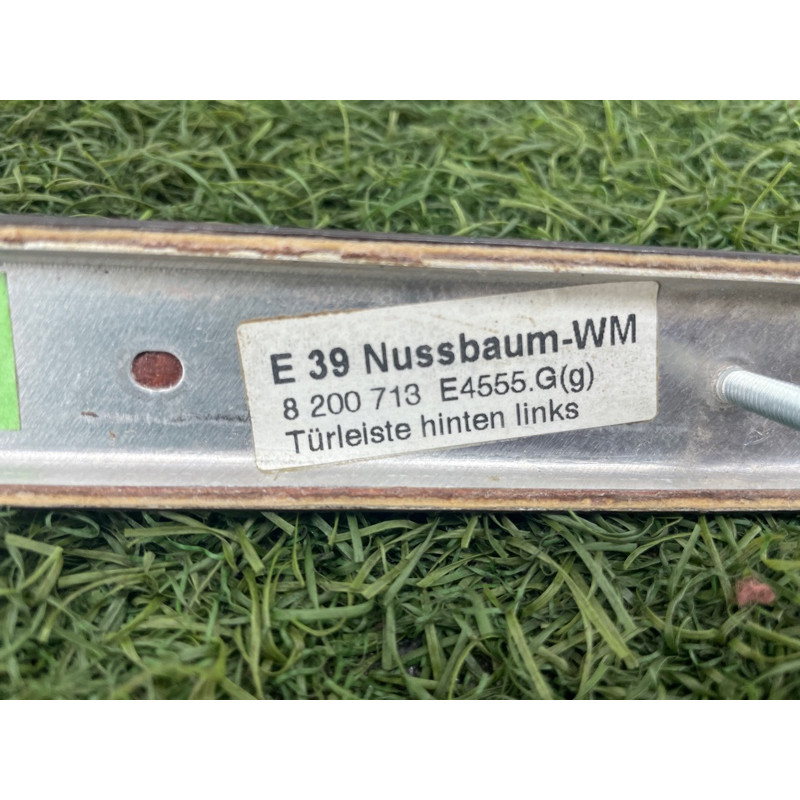 E 39 Nussbaum-WM
8 200 713 E4555.G(g)
Türleiste hinten links